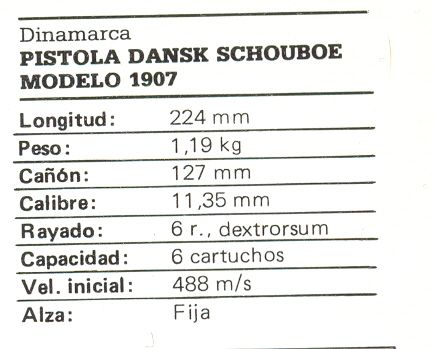 Dinamarca
PISTOLA DANSK SCHOUBOE
MODELO 1907
Longitud: 224 mm
Peso: 1,19 kg
Cañón: 127 mm
Calibre: 11,35 mm
Rayado: 6 r., dextrorsum
Capacidad: 6 cartuchos
Vel. inicial: 488 m/s
Alza: Fija